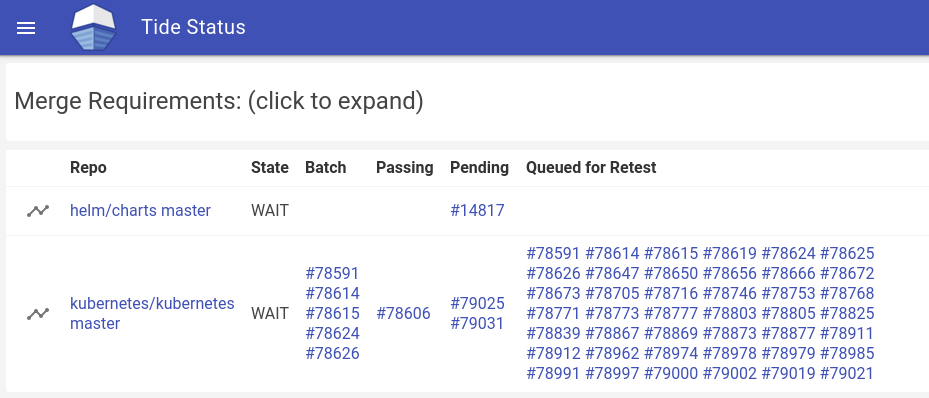 Tide Status
Merge Requirements: (click to expand)
Repo State Batch Passing Pending Queued for Retest
helm/charts master WAIT #14817
kubernetes/kubernetes master WAIT
#78591
#78614
#78615
#78624
#78626
#78606
#79025
#79031
#78591 #78614 #78615 #78619 #78624 #78625
#78626 #78647 #78650 #78656 #78666 #78672
#78673 #78705 #78716 #78746 #78753 #78768
#78771 #78773 #78777 #78803 #78805 #78825
#78839 #78867 #78869 #78873 #78877 #78911
#78912 #78962 #78974 #78978 #78979 #78985
#78991 #78997 #79000 #79002 #79019 #79021